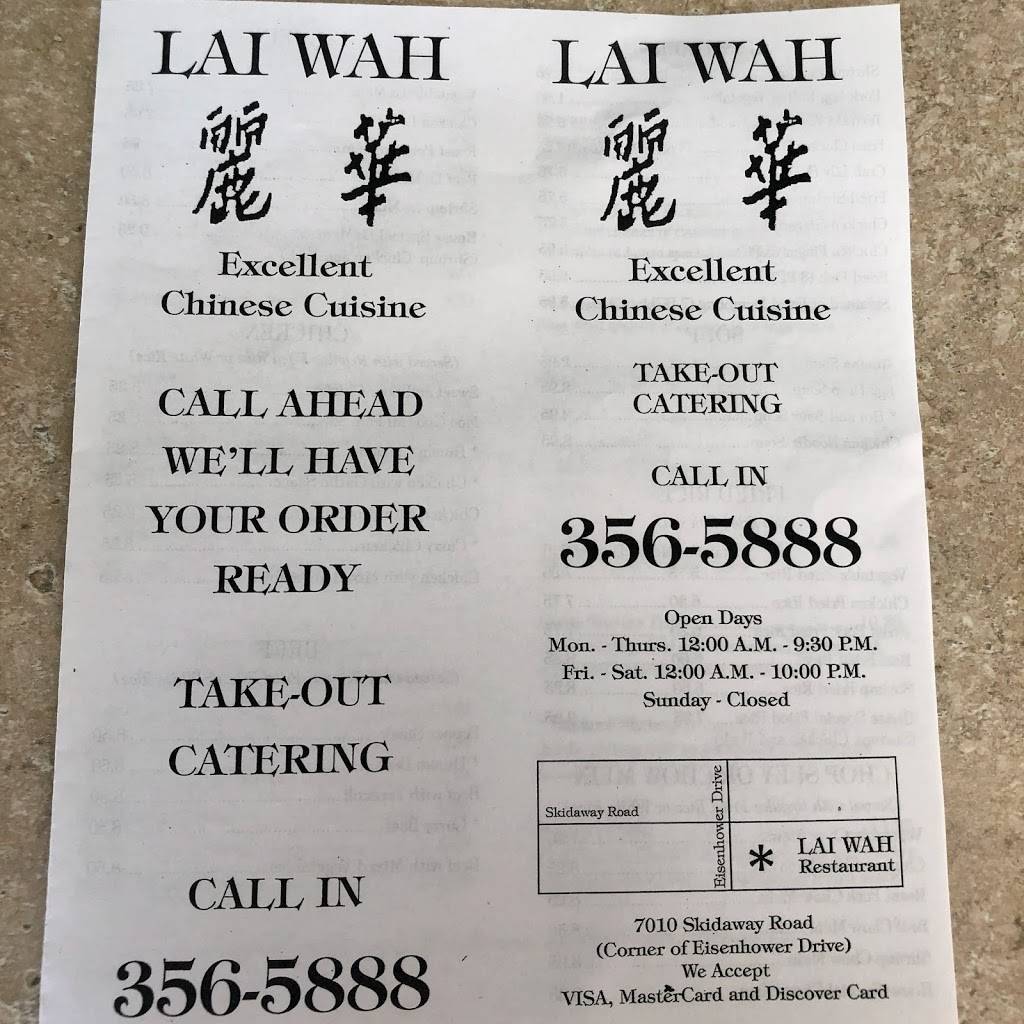 LAI WAH
麗 華
Excellent
Chinese Cuisine
CALL AHEAD
WE'LL HAVE
YOUR ORDER
READY
TAKE-OUT
CATERING
CALL IN
356-5888
LAI WAH
麗 華
Excellent
Chinese Cuisine
TAKE-OUT
CATERING
CALL IN
356-5888
Open Days
Mon. - Thurs. 12:00 A.M. - 9:30 P.M.
Fri. - Sat. 12:00 A.M. - 10:00 P.M.
Sunday - Closed
Skidaway Road
Eisenhower Drive
* LAI WAH
Restaurant
7010 Skidaway Road
(Corner of Eisenhower Drive)
We Accept
VISA, MasterCard and Discover Card